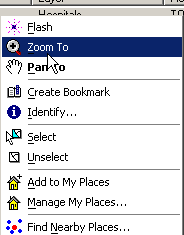 Layer
Hospitals
Flash
Zoom To
Pan To
Create Bookmark
Identify...
Select
Unselect
Add to My Places
Manage My Places...
Find Nearby Places...